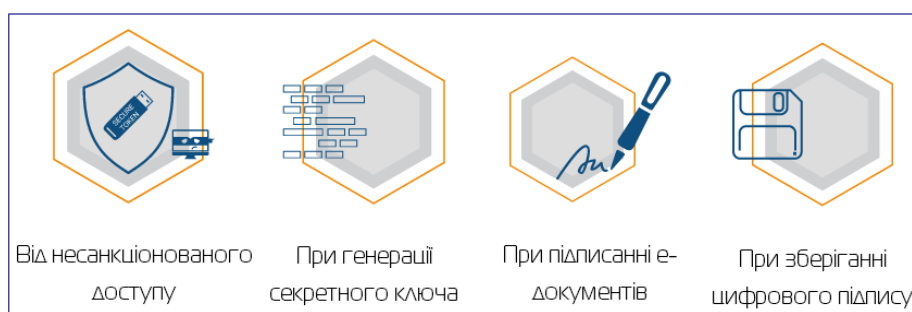 SECURE
TOKEN
Від несанкціонованого
доступу
При генерації
секретного ключа
При підписанні е-
документів
При зберіганні
цифрового підпису